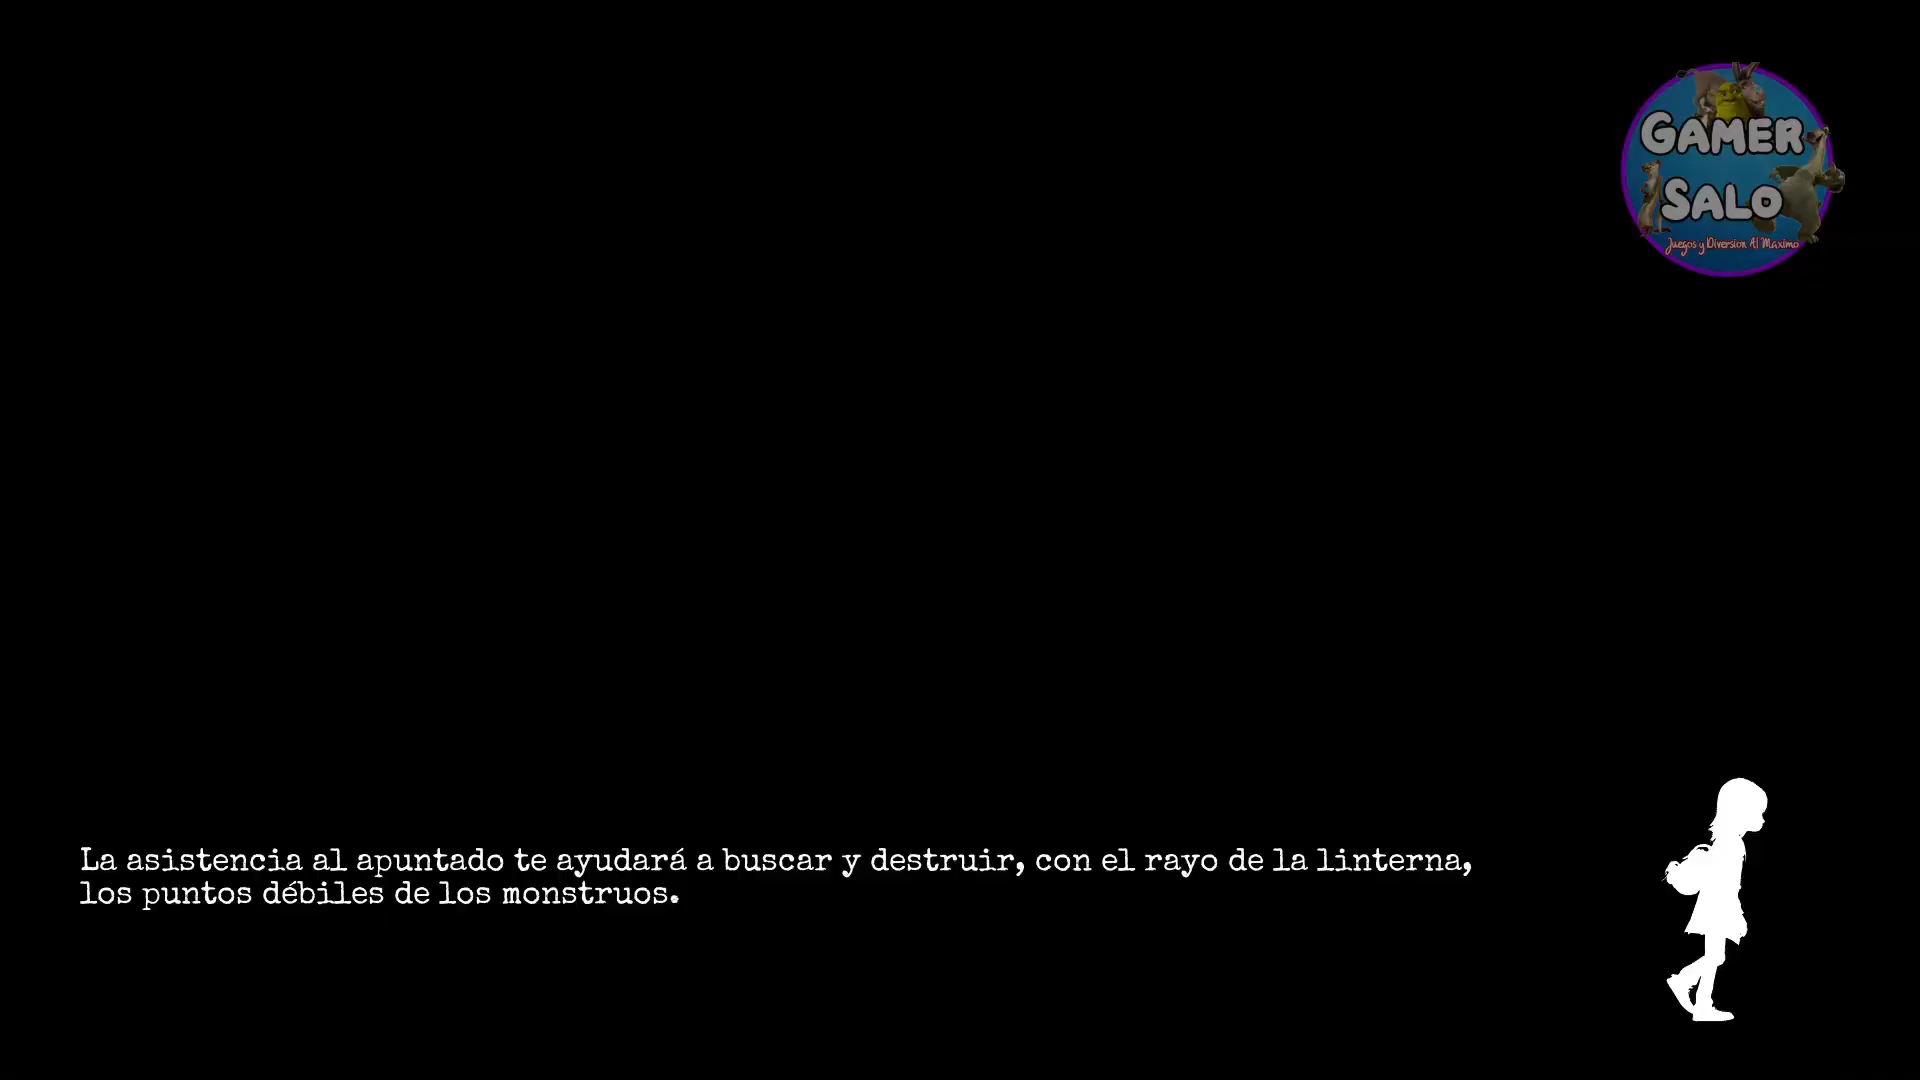 GAMER
SALO
Juegos y Diversion Al Maximo
La asistencia al apuntado te ayudará a buscar y destruir, con el rayo de la linterna,
los puntos débiles de los monstruos.